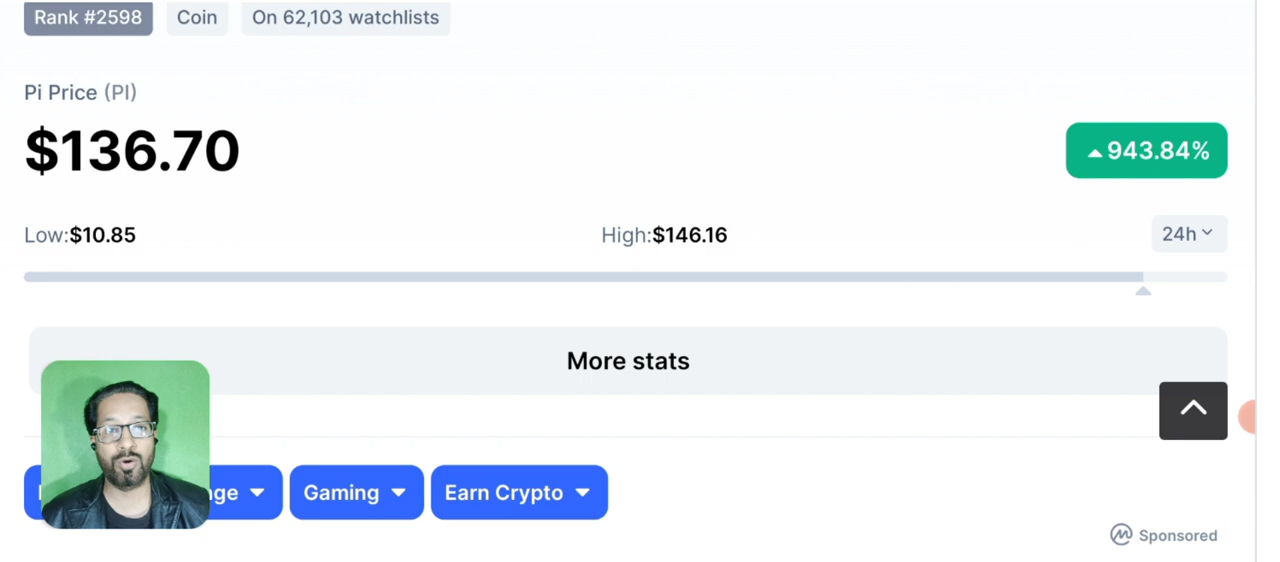 Rank #2598 Coin On 62,103 watchlists
Pi Price (PI)
$136.70
943.84%
Low:$10.85 High:$146.16 24h
More stats
Gaming Earn Crypto
Sponsored